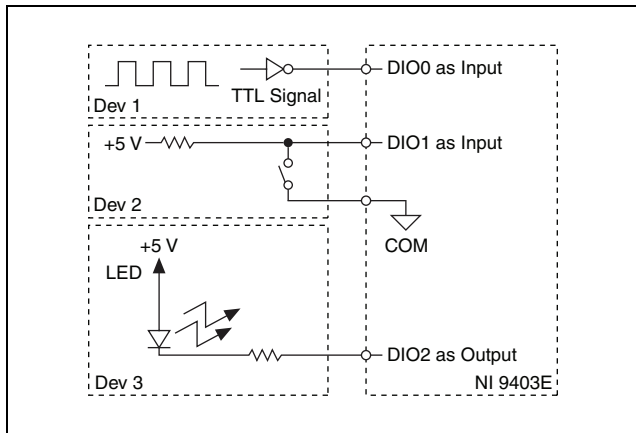 DIO0 as Input
TTL Signal
Dev 1
+5 V
DIO1 as Input
Dev 2
COM
+5 V
LED
DIO2 as Output
Dev 3
NI 9403E